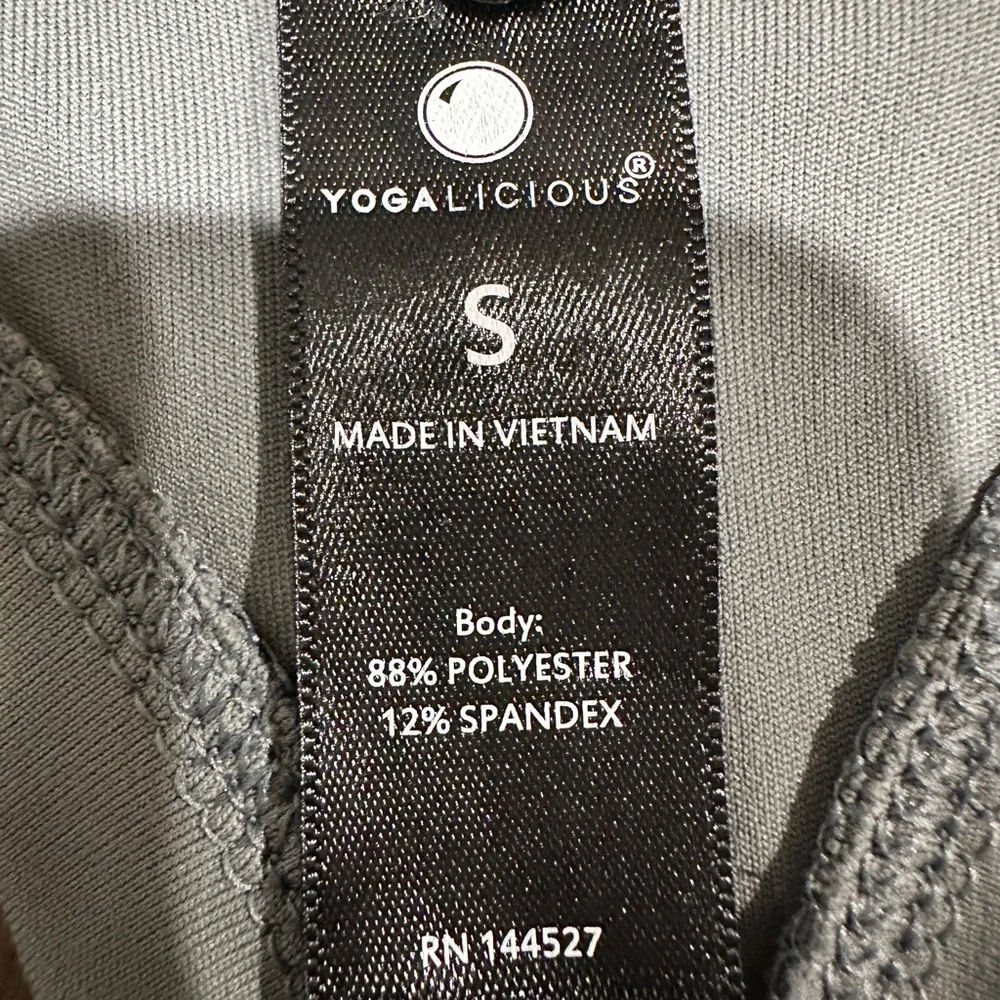 YOGALICIOUS®
S
MADE IN VIETNAM
Body:
88% POLYESTER
12% SPANDEX
RN 144527